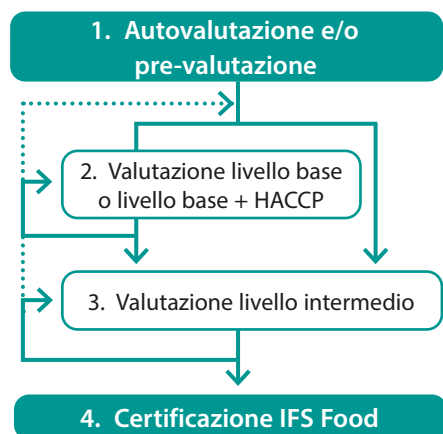 1. Autovalutazione e/o
pre-valutazione
2. Valutazione livello base
o livello base + HACCP
3. Valutazione livello intermedio
4. Certificazione IFS Food